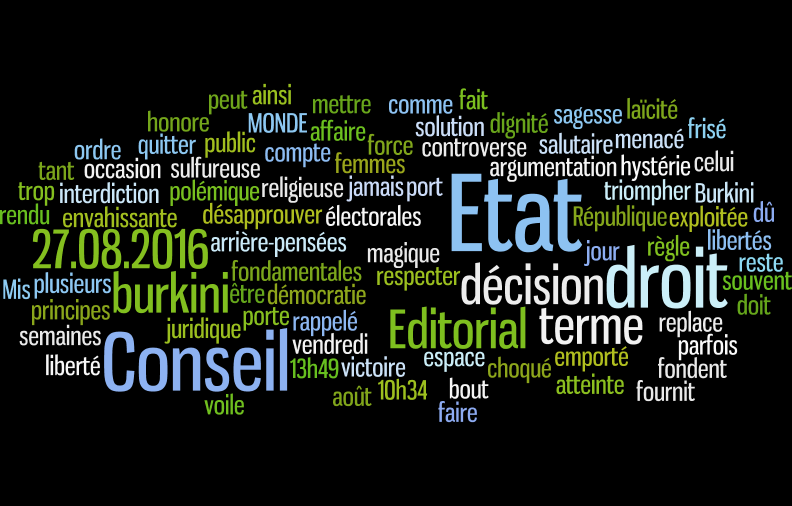 peut ainsi mettre comme fait
honore MONDE affaire solution dignité sagesse laïcité
ordre quitter public compte force controverse salutaire menacé frisé
tant occasion sulfureuse femmes argumentation hystérie celui
trop interdiction polémique religieuse jamais port Etat triompher Burkini
rendu envahissante désapprouver électorales République exploitée dû
27.08.2016 arrière-pensées magique jour règle libertés
Mis plusieurs burkini fondamentales respecter décision droit reste souvent
principes être démocratie doit
semaines juridique porte rappelé Editorial terme replace
liberté Conseil vendredi parfois
13h49 victoire espace choqué emporté fondent
voile août 10h34 bout atteinte fournit
faire